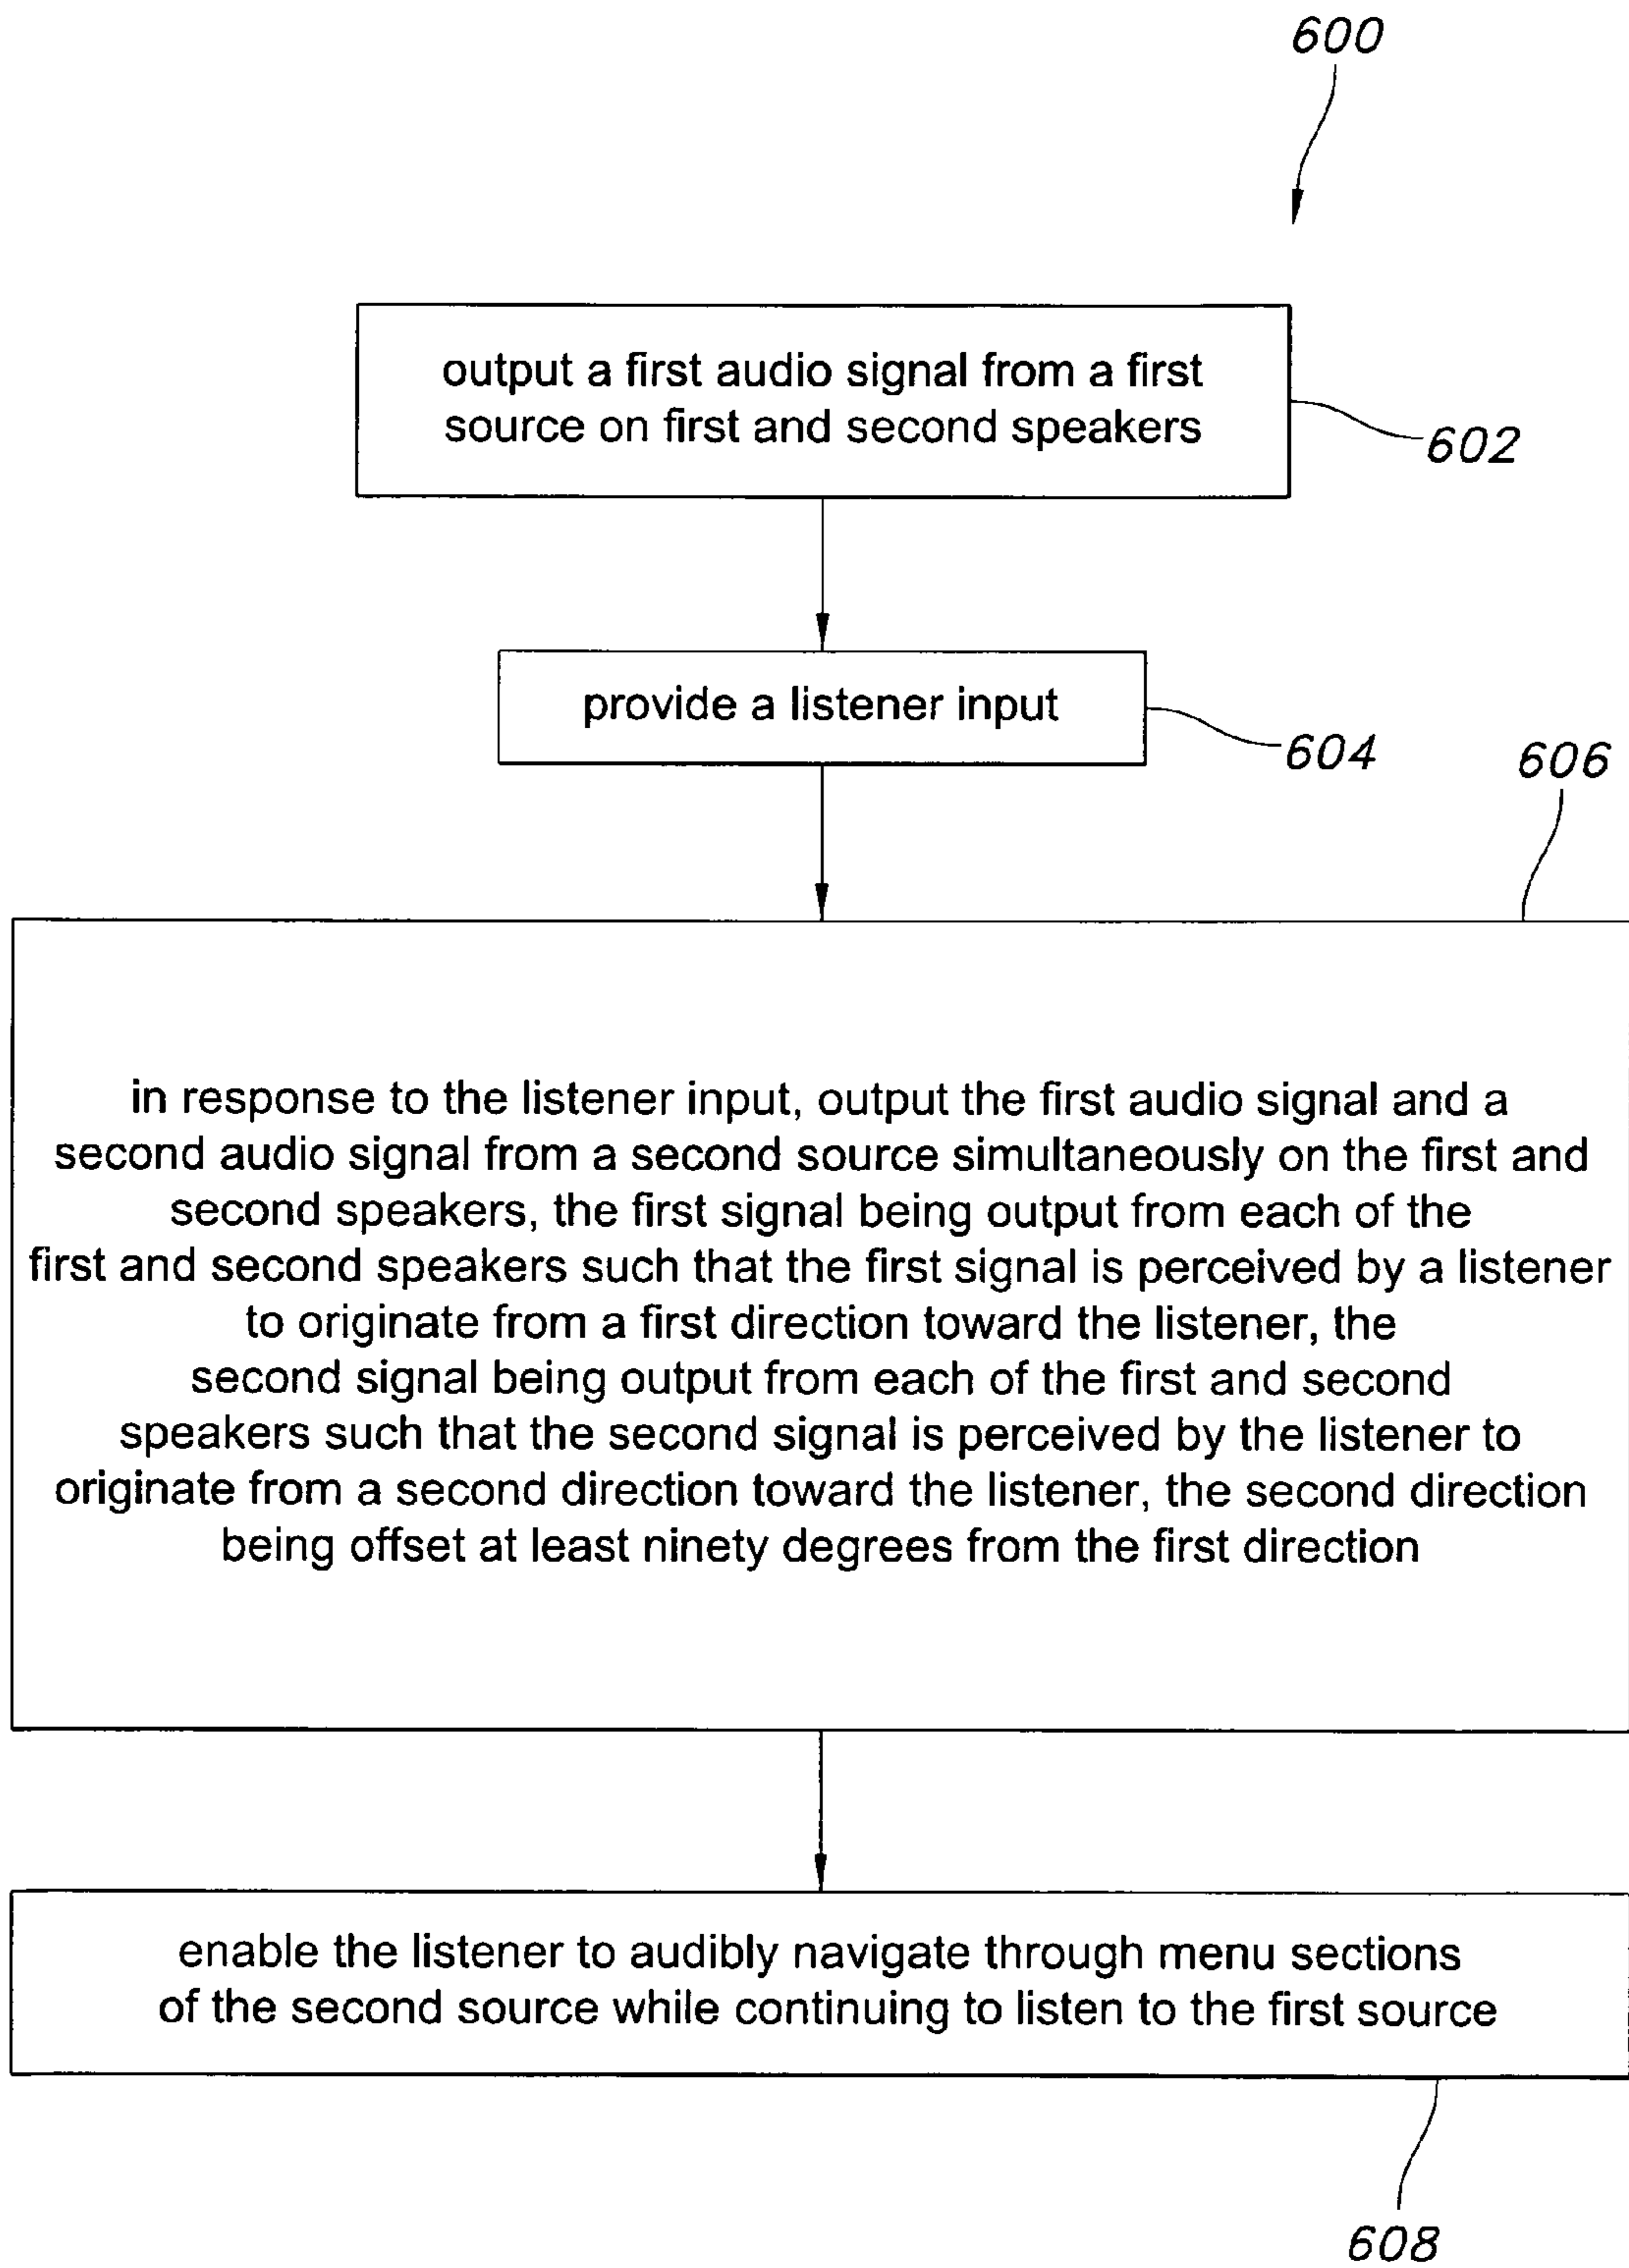 600
output a first audio signal from a first
source on first and second speakers
602
provide a listener input
604
606
in response to the listener input, output the first audio signal and a
second audio signal from a second source simultaneously on the first and
second speakers, the first signal being output from each of the
first and second speakers such that the first signal is perceived by a listener
to originate from a first direction toward the listener, the
second signal being output from each of the first and second
speakers such that the second signal is perceived by the listener to
originate from a second direction toward the listener, the second direction
being offset at least ninety degrees from the first direction
enable the listener to audibly navigate through menu sections
of the second source while continuing to listen to the first source
608